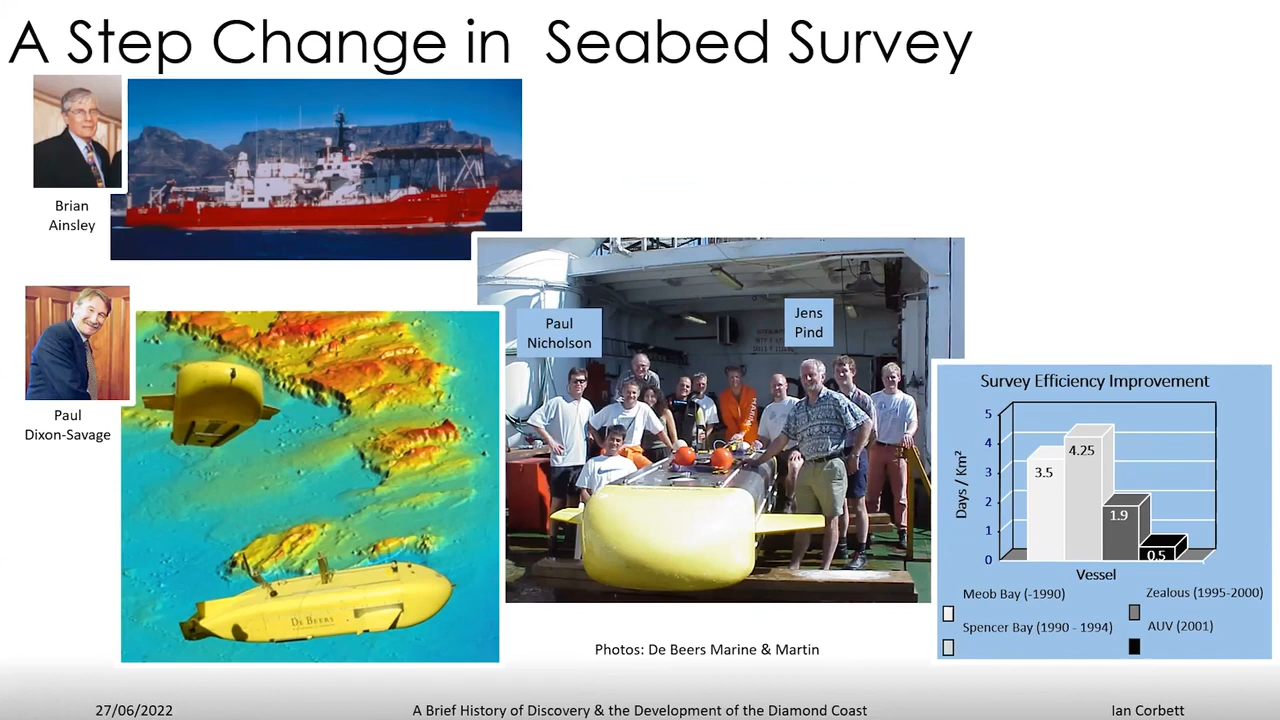 A Step Change in  Seabed Survey
Brian
Ainsley
Paul
Dixon-Savage
DE BEERS
Paul
Nicholson
Jens
Pind
Photos: De Beers Marine & Martin
Survey Efficiency Improvement
Days / Km²
5
4
3
2
1
0
3.5
4.25
1.9
0.5
Vessel
Meob Bay (-1990)
Zealous (1995-2000)
Spencer Bay (1990 - 1994)
AUV (2001)
27/06/2022
A Brief History of Discovery & the Development of the Diamond Coast
Ian Corbett